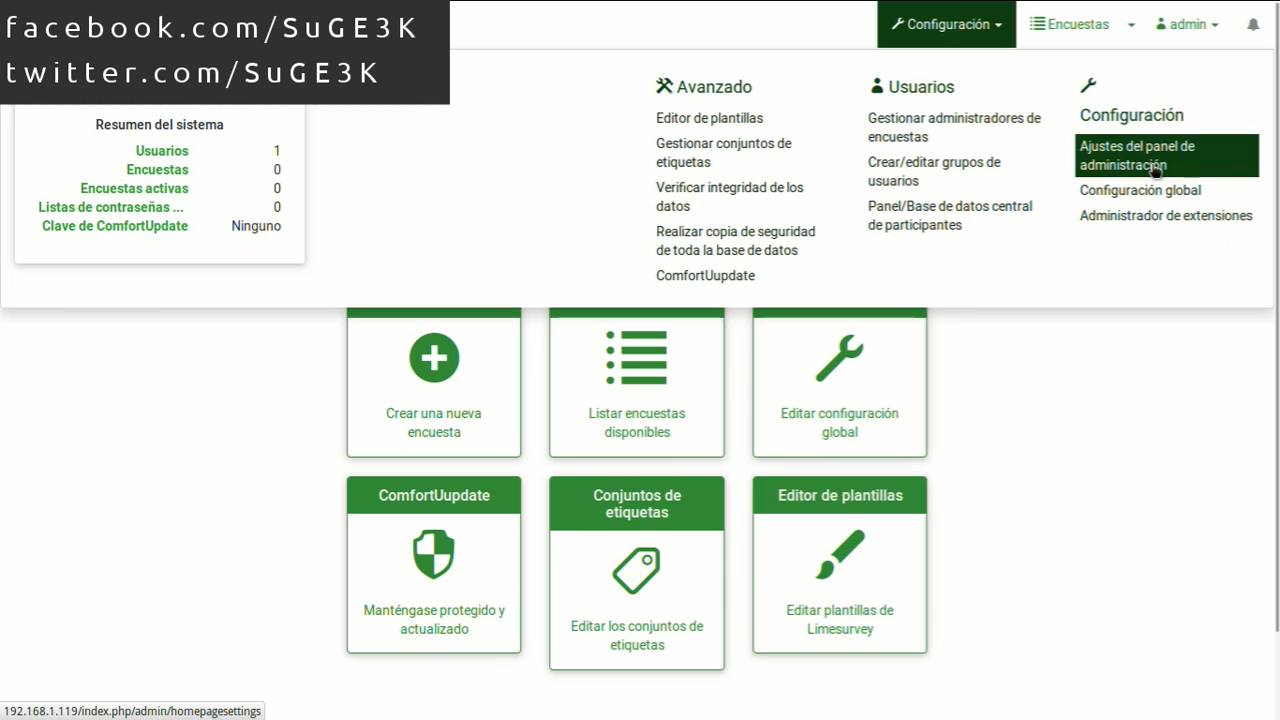 facebook.com/SuGE3K
twitter.com/SuGE3K
Configuración
Encuestas
admin
Resumen del sistema
Usuarios 1
Encuestas 0
Encuestas activas 0
Listas de contraseñas ... 0
Clave de ComfortUpdate Ninguno
Avanzado
Editor de plantillas
Gestionar conjuntos de
etiquetas
Verificar integridad de los
datos
Realizar copia de seguridad
de toda la base de datos
ComfortUupdate
Usuarios
Gestionar administradores de
encuestas
Crear/editar grupos de
usuarios
Panel/Base de datos central
de participantes
Configuración
Ajustes del panel de
administración
Configuración global
Administrador de extensiones
Crear una nueva
encuesta
Listar encuestas
disponibles
Editar configuración
global
ComfortUupdate
Manténgase protegido y
actualizado
Conjuntos de
etiquetas
Editar los conjuntos de
etiquetas
Editor de plantillas
Editar plantillas de
Limesurvey
192.168.1.119/index.php/admin/homepagesettings